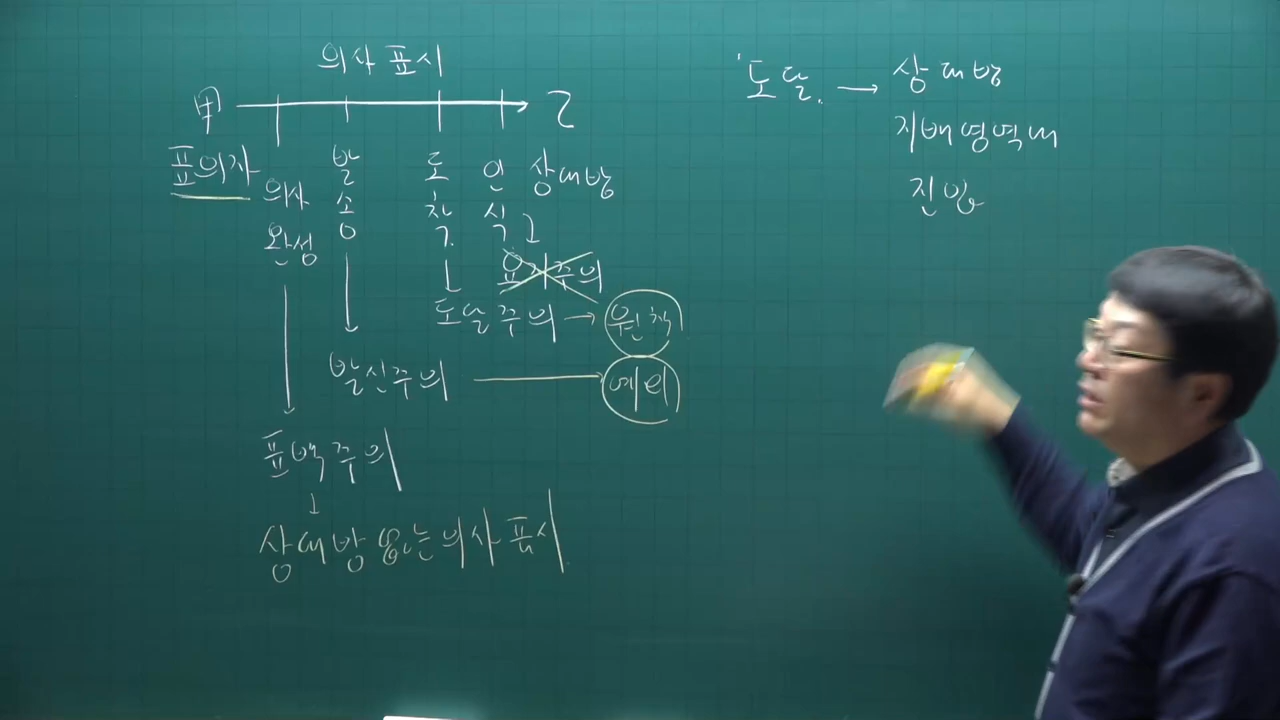 의사표시
甲 乙
표의자
의사
완성
발
송
도
착
인
식
상대방
요지주의
도달주의 → 원칙
발신주의 예외
표백주의
↓
상대방 없는 의사표시
'도달. → 상대방
지배영역내
진입